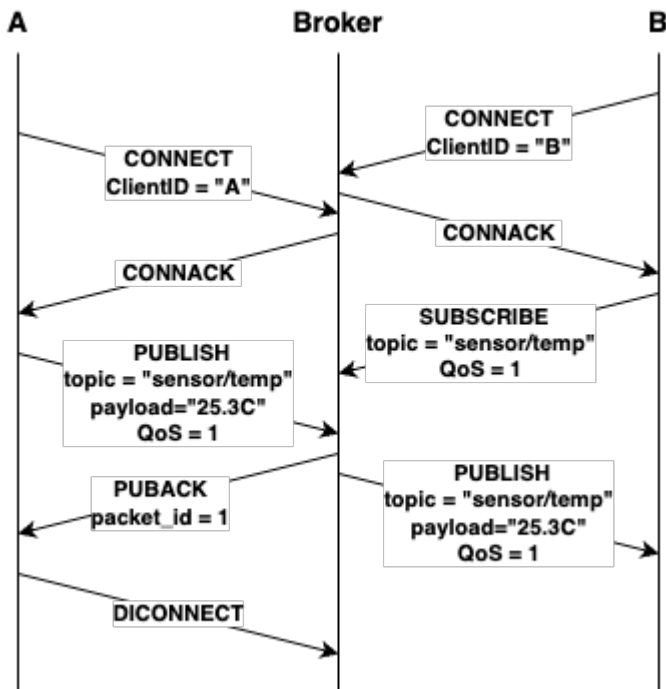 A
Broker
B
CONNECT
ClientID = "B"
CONNECT
ClientID = "A"
CONNACK
CONNACK
SUBSCRIBE
topic = "sensor/temp"
QoS = 1
PUBLISH
topic = "sensor/temp"
payload="25.3C"
QoS = 1
PUBACK
packet_id = 1
PUBLISH
topic = "sensor/temp"
payload="25.3C"
QoS = 1
DICONNECT